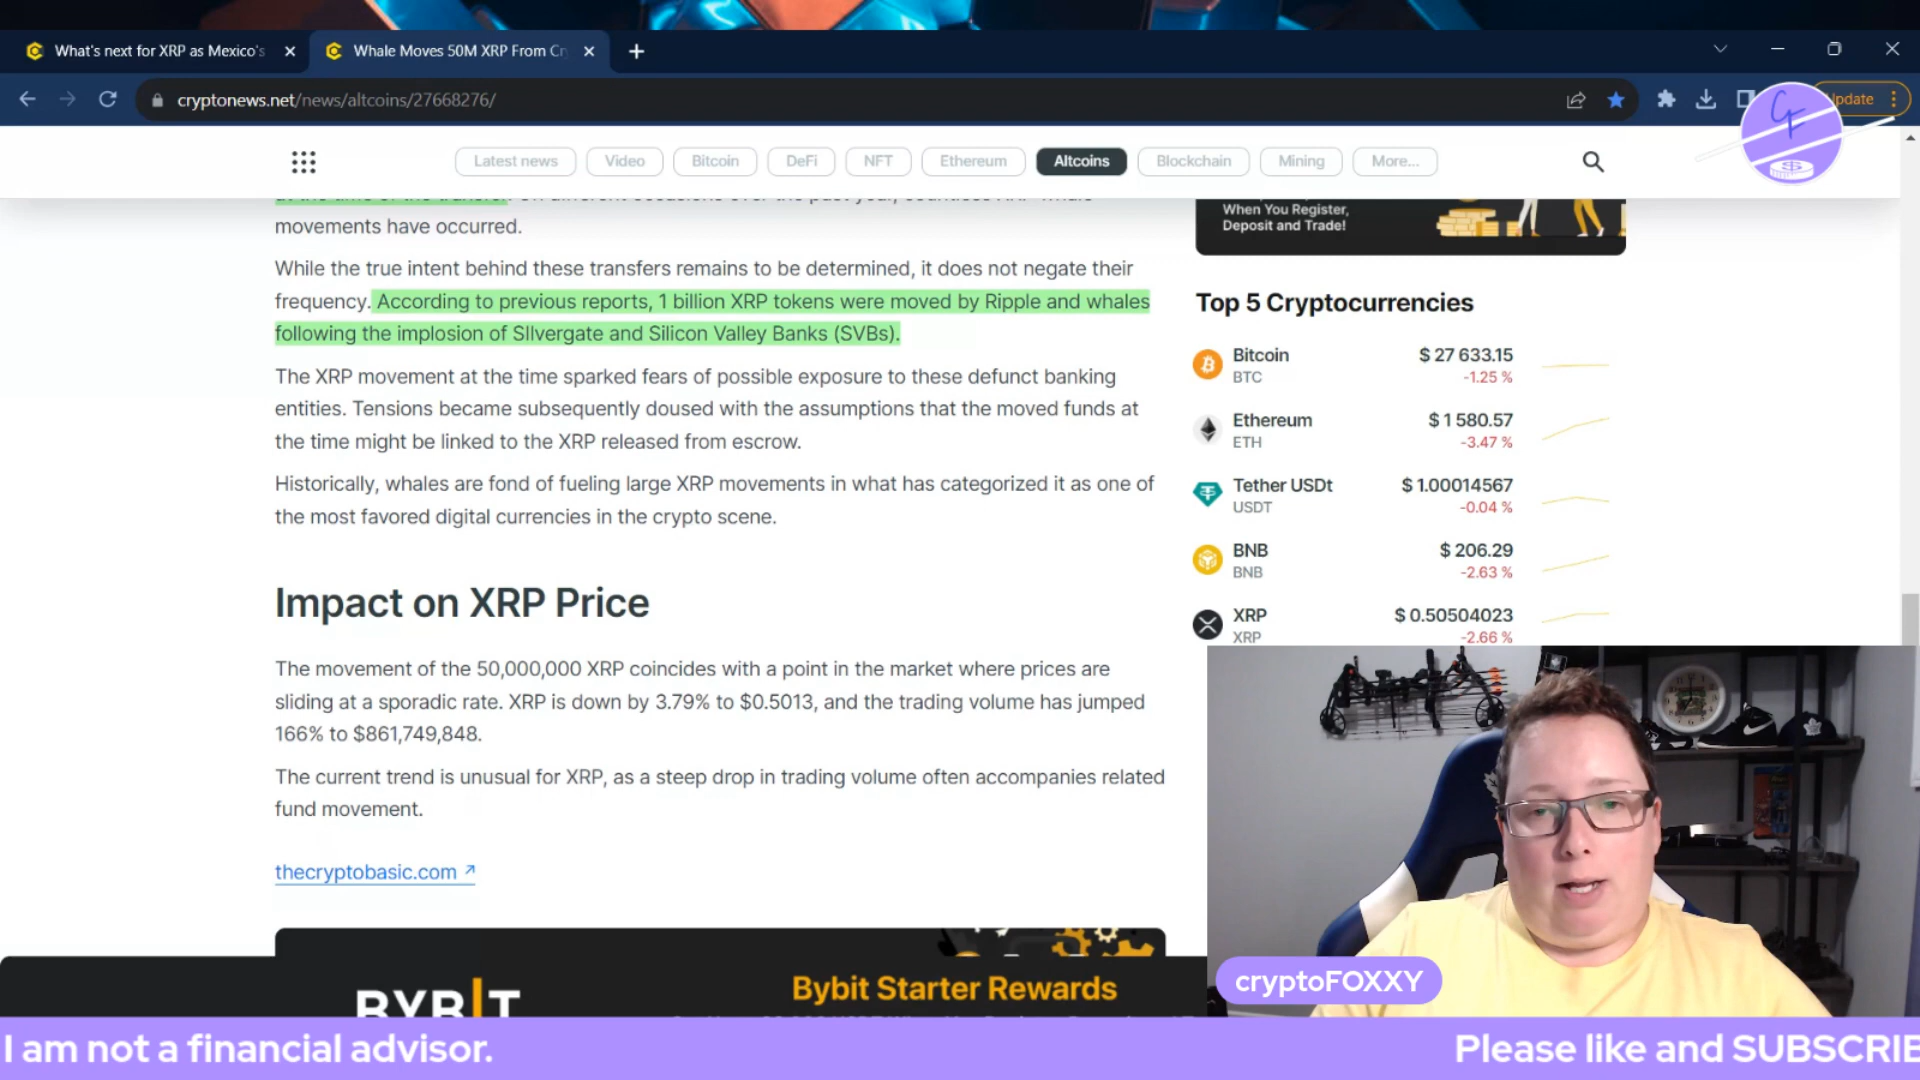 What's next for XRP as Mexico's
Whale Moves 50M XRP From Cr
cryptonews.net/news/altcoins/27668276/
Update
Latest news
Video
Bitcoin
DeFi
NFT
Ethereum
Altcoins
Blockchain
Mining
More...
movements have occurred.
While the true intent behind these transfers remains to be determined, it does not negate their
frequency. According to previous reports, 1 billion XRP tokens were moved by Ripple and whales
following the implosion of SIlvergate and Silicon Valley Banks (SVBs).
The XRP movement at the time sparked fears of possible exposure to these defunct banking
entities. Tensions became subsequently doused with the assumptions that the moved funds at
the time might be linked to the XRP released from escrow.
Historically, whales are fond of fueling large XRP movements in what has categorized it as one of
the most favored digital currencies in the crypto scene.
Impact on XRP Price
The movement of the 50,000,000 XRP coincides with a point in the market where prices are
sliding at a sporadic rate. XRP is down by 3.79% to $0.5013, and the trading volume has jumped
166% to $861,749,848.
The current trend is unusual for XRP, as a steep drop in trading volume often accompanies related
fund movement.
thecryptobasic.com
BYBIT
Bybit Starter Rewards
When You Register,
Deposit and Trade!
Top 5 Cryptocurrencies
Bitcoin $ 27 633.15
BTC -1.25 %
Ethereum $ 1 580.57
ETH -3.47 %
Tether USDt $ 1.00014567
USDT -0.04 %
BNB $ 206.29
BNB -2.63 %
XRP $ 0.50504023
XRP -2.66 %
cryptoFOXXY
I am not a financial advisor.
Please like and SUBSCRIBE